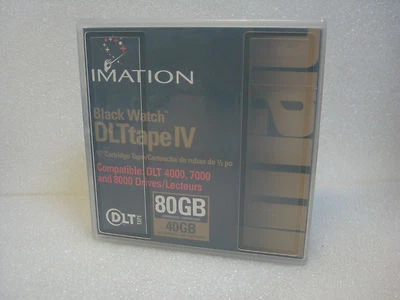 IMATION
Black Watch™
DLTtape IV
½" Cartridge Tape/Cartouche de ruban de ½ po
Compatible: DLT 4000, 7000
and 8000 Drives/Lecteurs
80GB
40GB
DLT